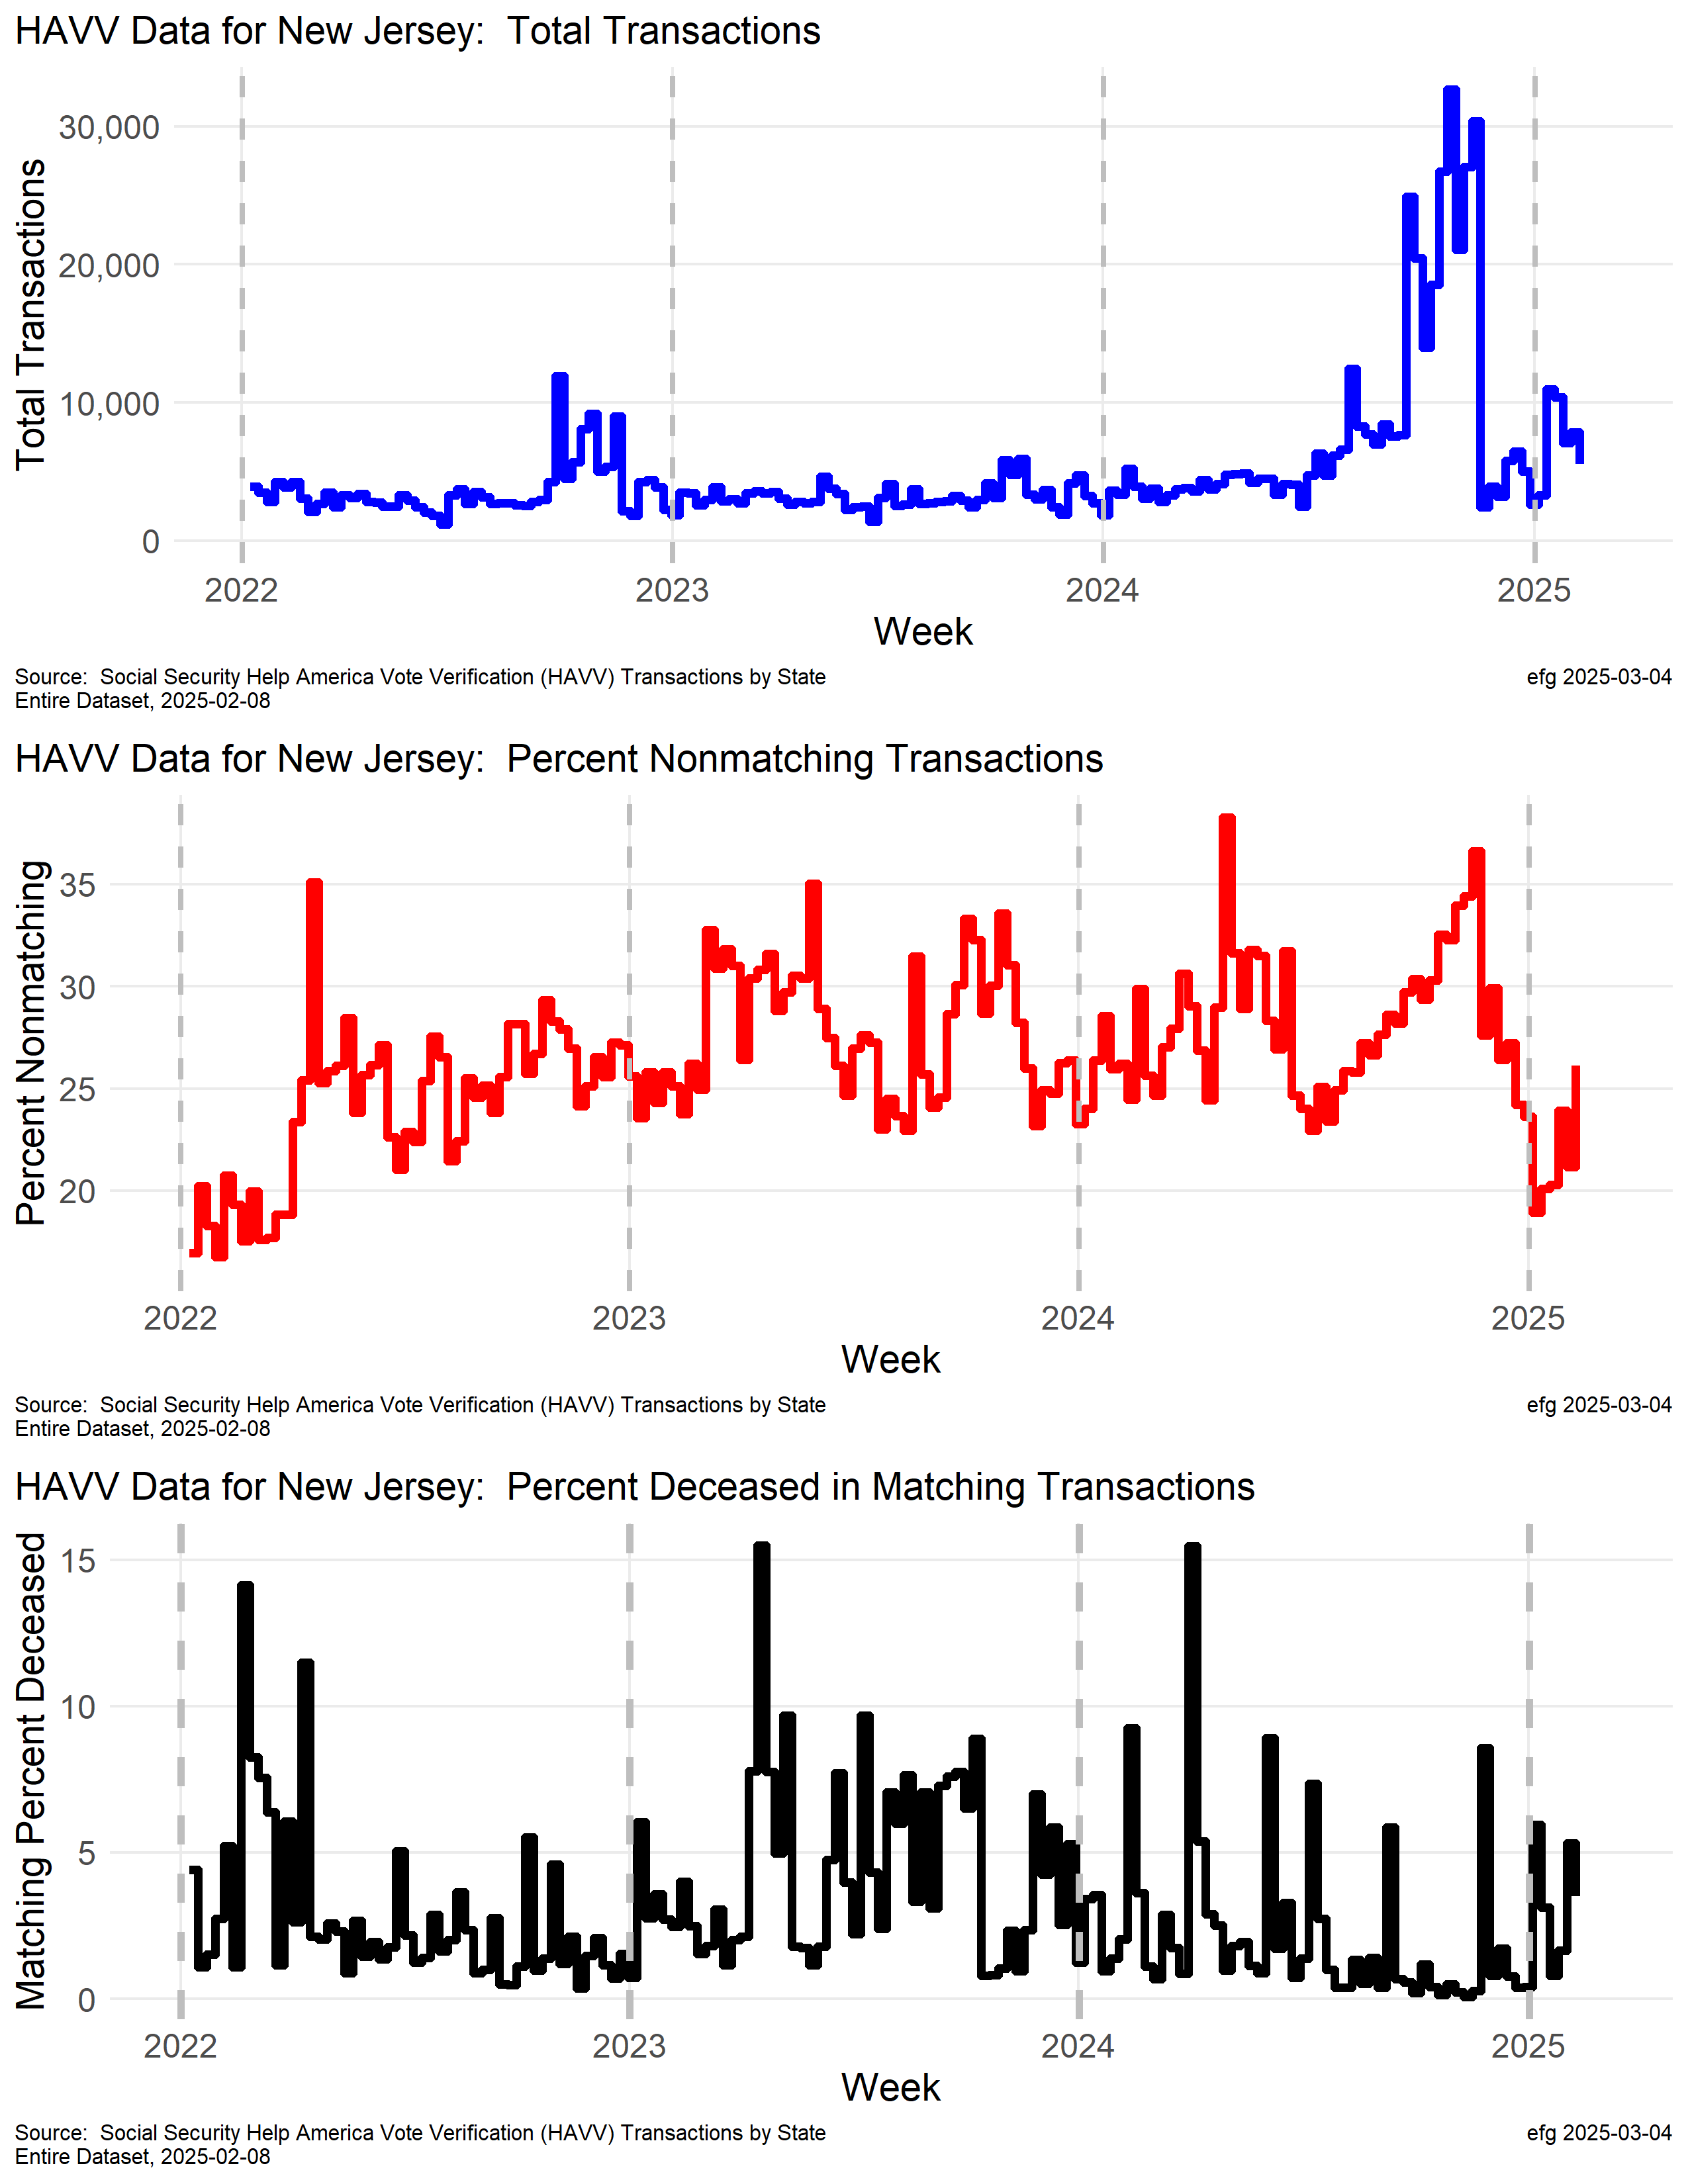 HAVV Data for New Jersey:  Total Transactions
Total Transactions
30,000
20,000
10,000
0
2022 2023 2024 2025
Week
Source:  Social Security Help America Vote Verification (HAVV) Transactions by State efg 2025-03-04
Entire Dataset, 2025-02-08
HAVV Data for New Jersey:  Percent Nonmatching Transactions
Percent Nonmatching
35
30
25
20
2022 2023 2024 2025
Week
Source:  Social Security Help America Vote Verification (HAVV) Transactions by State efg 2025-03-04
Entire Dataset, 2025-02-08
HAVV Data for New Jersey:  Percent Deceased in Matching Transactions
Matching Percent Deceased
15
10
5
0
2022 2023 2024 2025
Week
Source:  Social Security Help America Vote Verification (HAVV) Transactions by State efg 2025-03-04
Entire Dataset, 2025-02-08